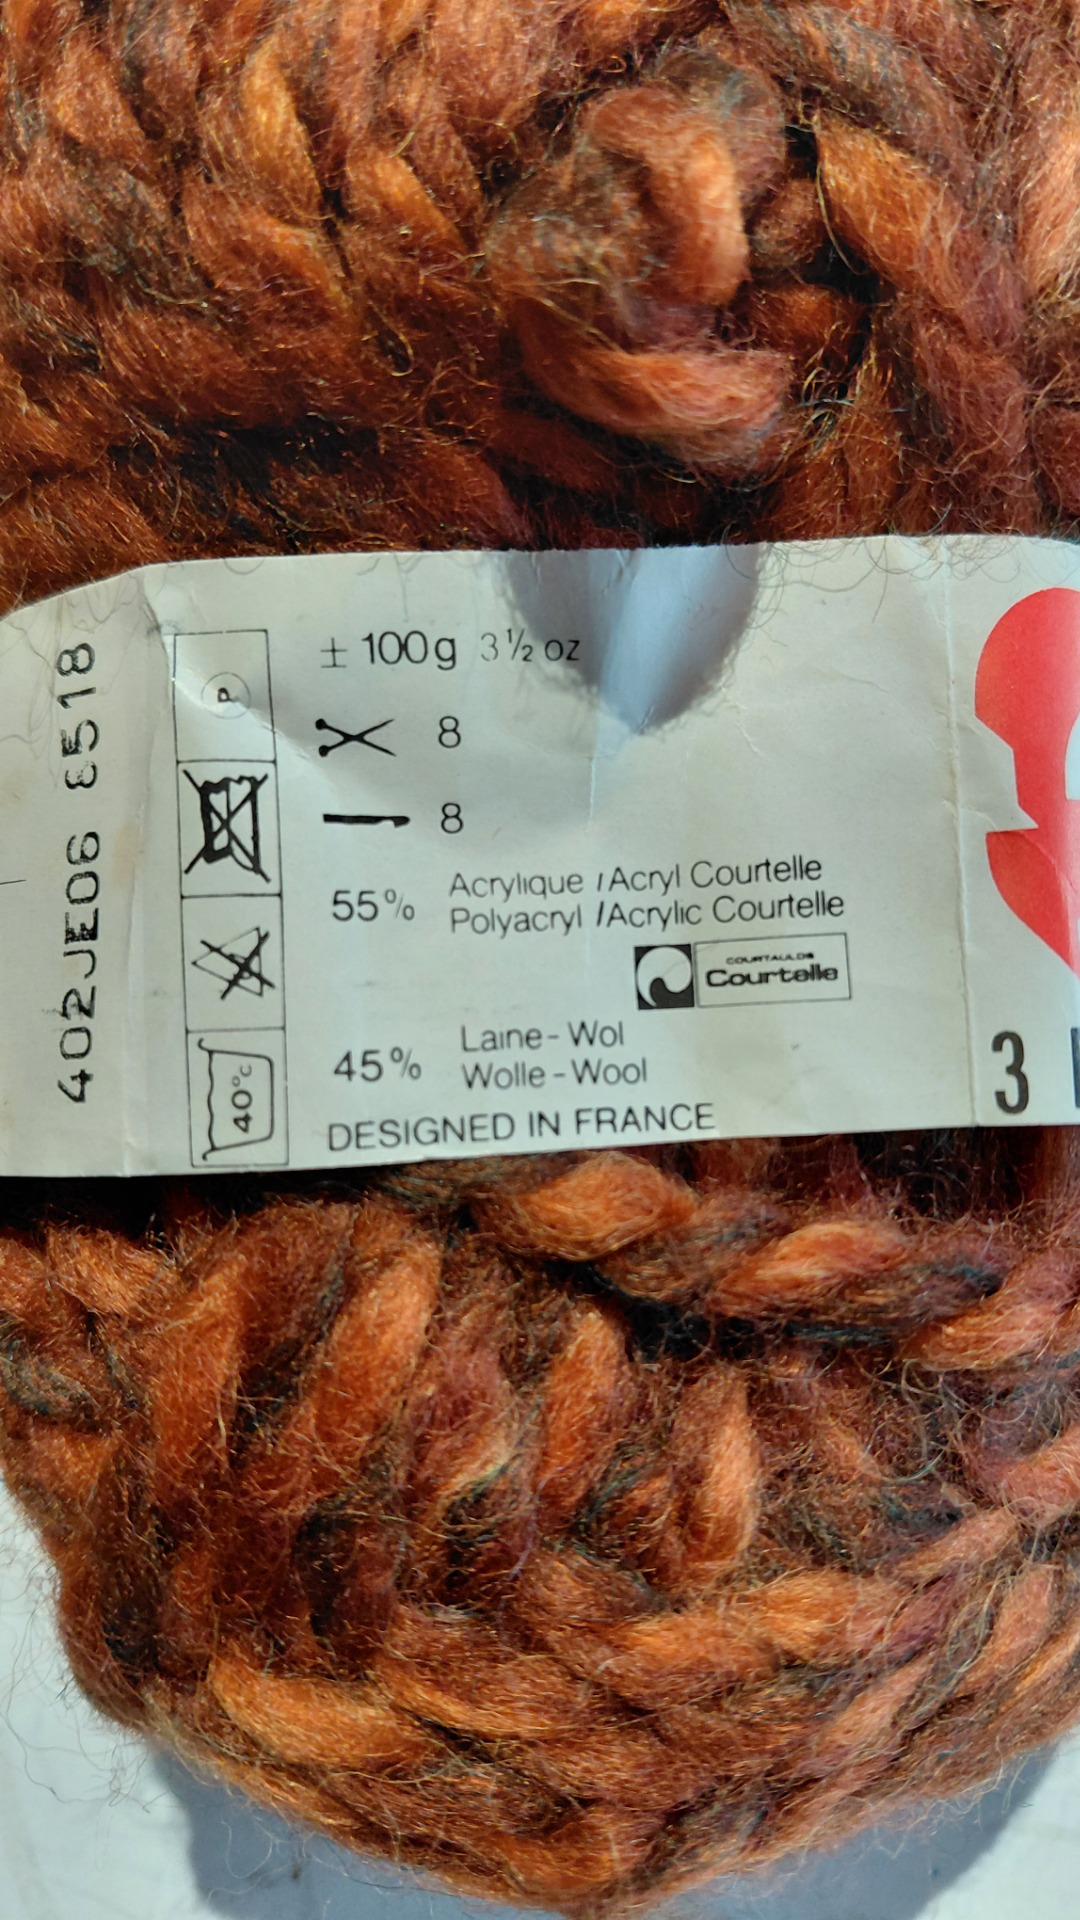 402JE06 8518
P
± 100g 3½ oz
8
8
55% Acrylique / Acryl Courtelle
Polyacryl / Acrylic Courtelle
COURTAULDS
Courtelle
45% Laine - Wol
Wolle - Wool
DESIGNED IN FRANCE
40°C
3